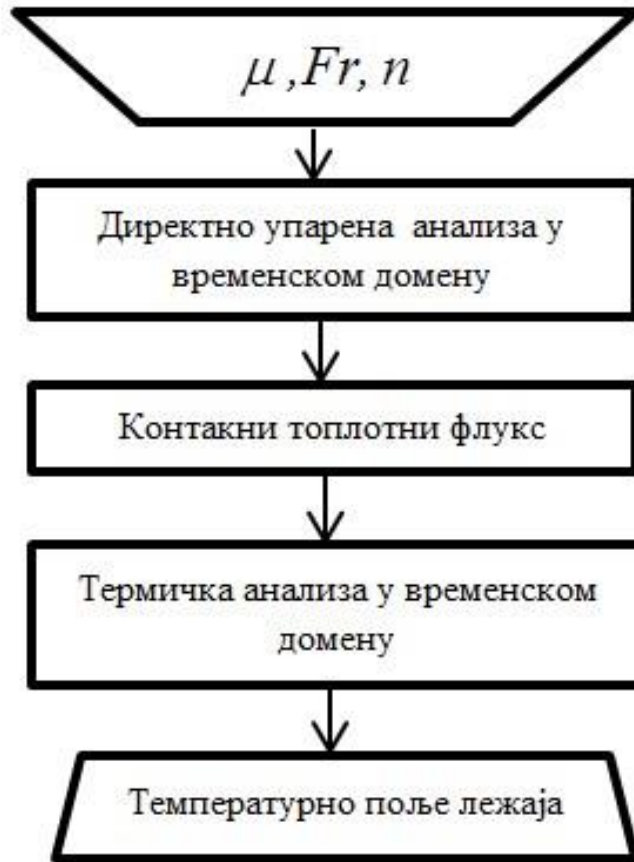 μ ,Fr, n
Директно упарена анализа у
временском домену
Контакни топлотни флукс
Термичка анализа у временском
домену
Температурно поље лежаја